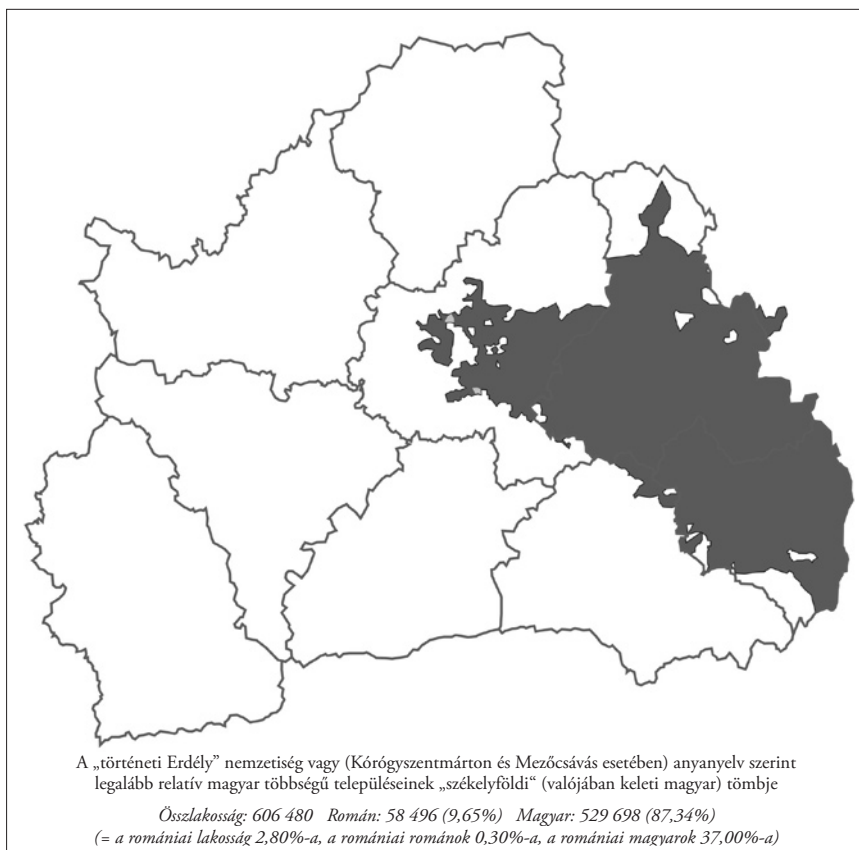 A „történeti Erdély” nemzetiség vagy (Kórógyszentmárton és Mezőcsávás esetében) anyanyelv szerint
legalább relatív magyar többségű településeinek „székelyföldi“ (valójában keleti magyar) tömbje
Összlakosság: 606 480 Román: 58 496 (9,65%) Magyar: 529 698 (87,34%)
(= a romániai lakosság 2,80%-a, a romániai románok 0,30%-a, a romániai magyarok 37,00%-a)